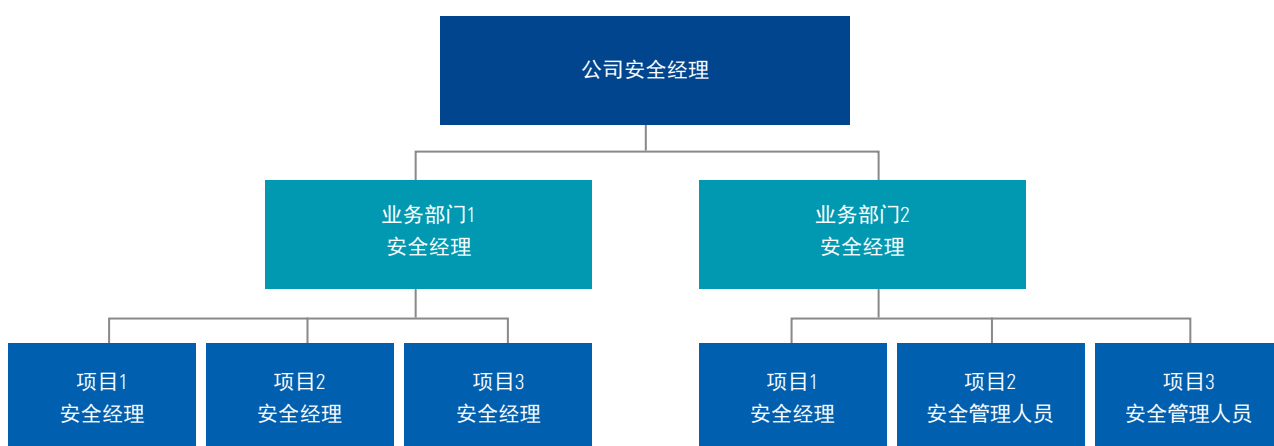 公司安全经理
业务部门1
安全经理
业务部门2
安全经理
项目1
安全经理
项目2
安全经理
项目3
安全经理
项目1
安全经理
项目2
安全管理人员
项目3
安全管理人员